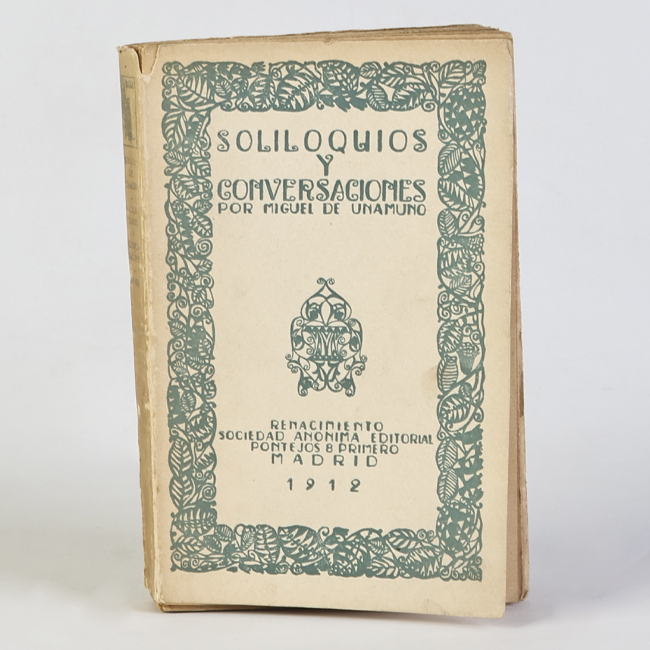 SOLILOQUIOS
Y
CONVERSACIONES
POR MIGUEL DE UNAMUNO
RENACIMIENTO
SOCIEDAD ANONIMA EDITORIAL
PONTEJOS 8 PRIMERO
MADRID
1912